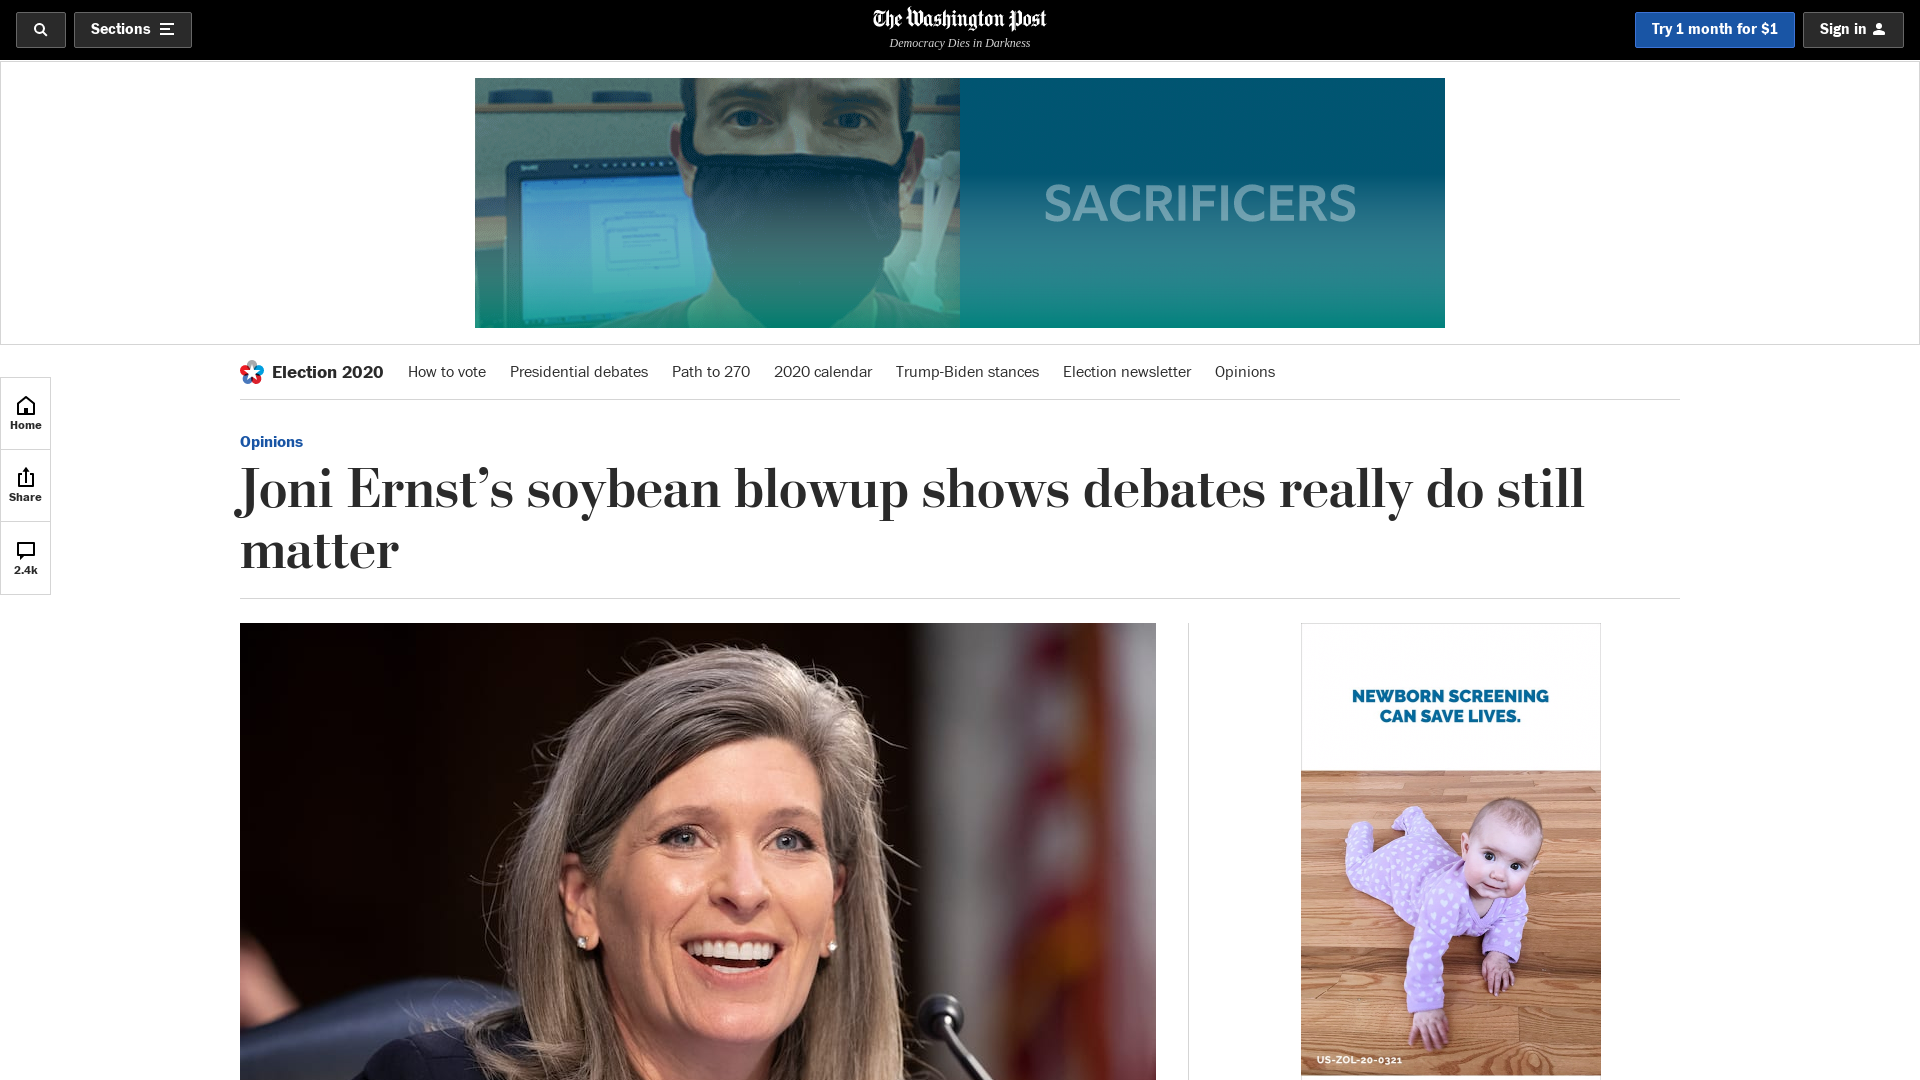 Sections
The Washington Post
Democracy Dies in Darkness
Try 1 month for $1
Sign in
SACRIFICERS
Election 2020
How to vote
Presidential debates
Path to 270
2020 calendar
Trump-Biden stances
Election newsletter
Opinions
Home
Share
2.4k
Opinions
Joni Ernst’s soybean blowup shows debates really do still
matter
NEWBORN SCREENING
CAN SAVE LIVES.
US-ZOL-20-0321